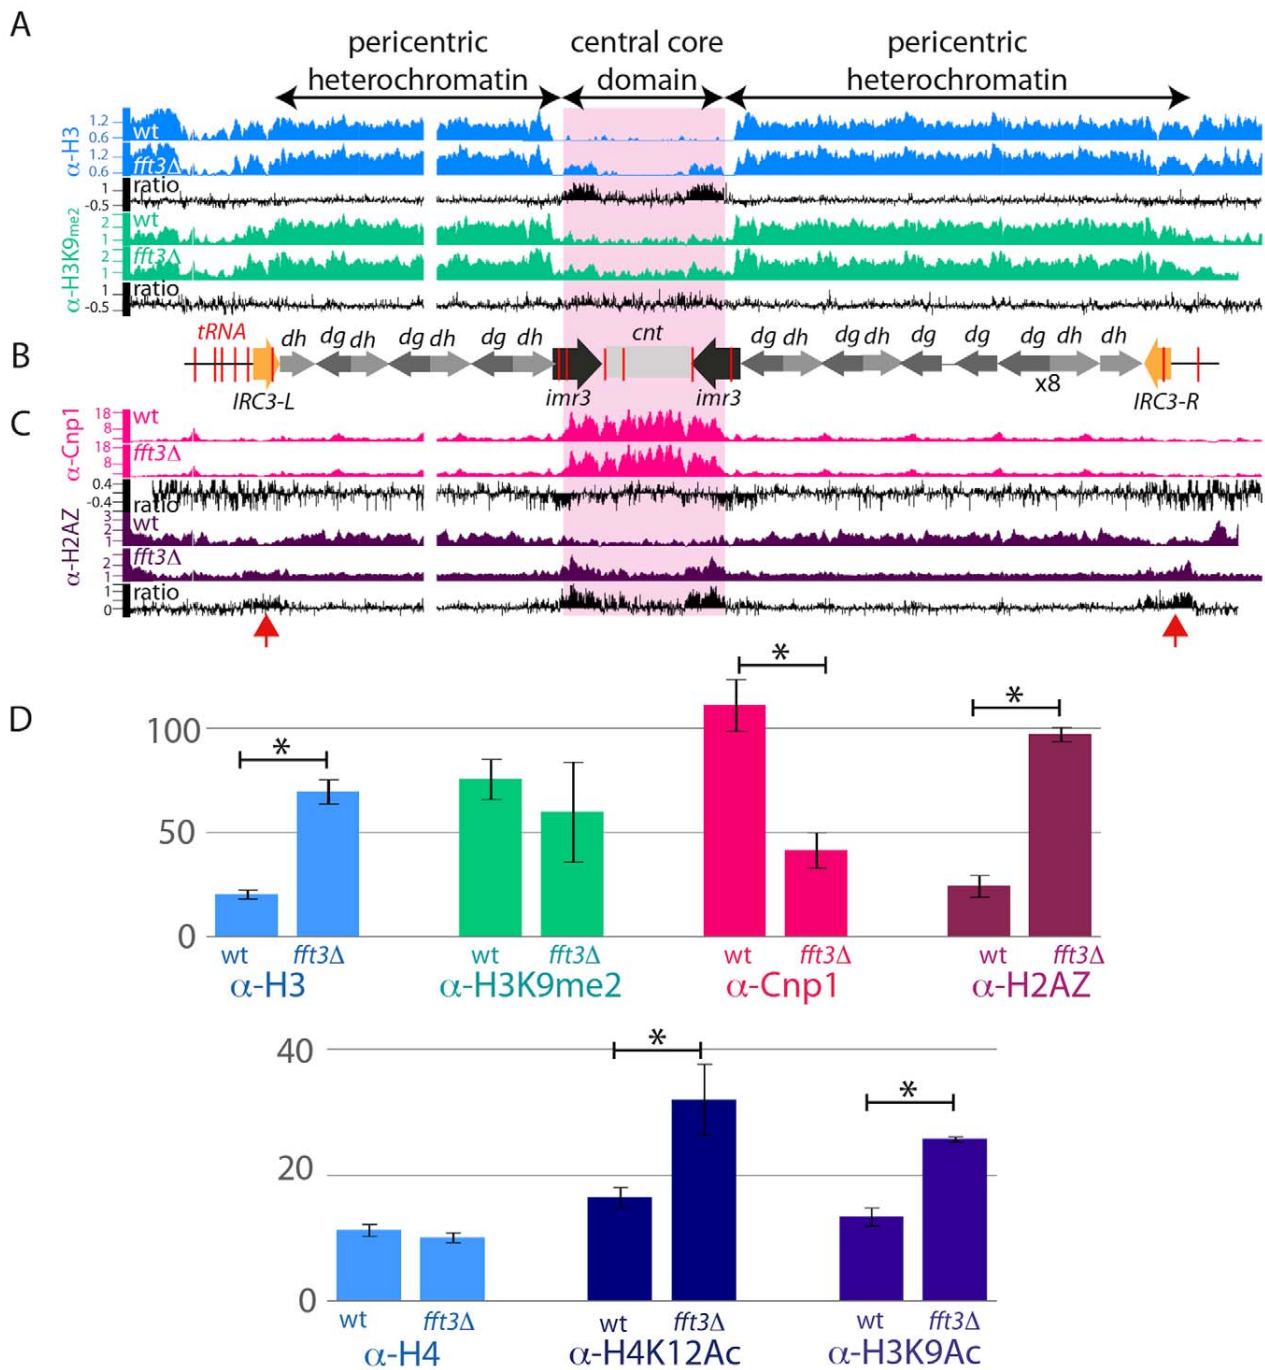 A
pericentric heterochromatin
central core domain
pericentric heterochromatin
α-H3
1.2
0.6
wt
1.2
0.6
fft3Δ
1
-0.5
ratio
α-H3K9me2
2
1
wt
2
1
fft3Δ
1
-0.5
ratio
B
tRNA
dh dg dh dg dh dg dh cnt dg dh dg dh dg dg dg dh dh
IRC3-L imr3 imr3 x8 IRC3-R
C
α-Cnp1
18
8
wt
18
8
fft3Δ
0.4
-0.4
ratio
α-H2AZ
3
2
1
wt
2
1
fft3Δ
1
0
ratio
D
* * *
100
50
0
wt fft3Δ wt fft3Δ wt fft3Δ wt fft3Δ
α-H3 α-H3K9me2 α-Cnp1 α-H2AZ
* *
40
20
0
wt fft3Δ wt fft3Δ wt fft3Δ
α-H4 α-H4K12Ac α-H3K9Ac